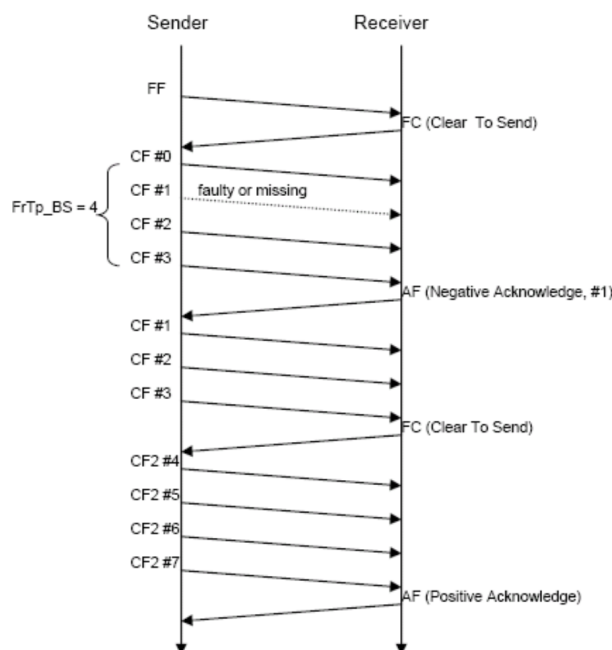 Sender Receiver
FF
FC (Clear To Send)
CF #0
CF #1 faulty or missing
FrTp_BS = 4
CF #2
CF #3
AF (Negative Acknowledge, #1)
CF #1
CF #2
CF #3
FC (Clear To Send)
CF2 #4
CF2 #5
CF2 #6
CF2 #7
AF (Positive Acknowledge)